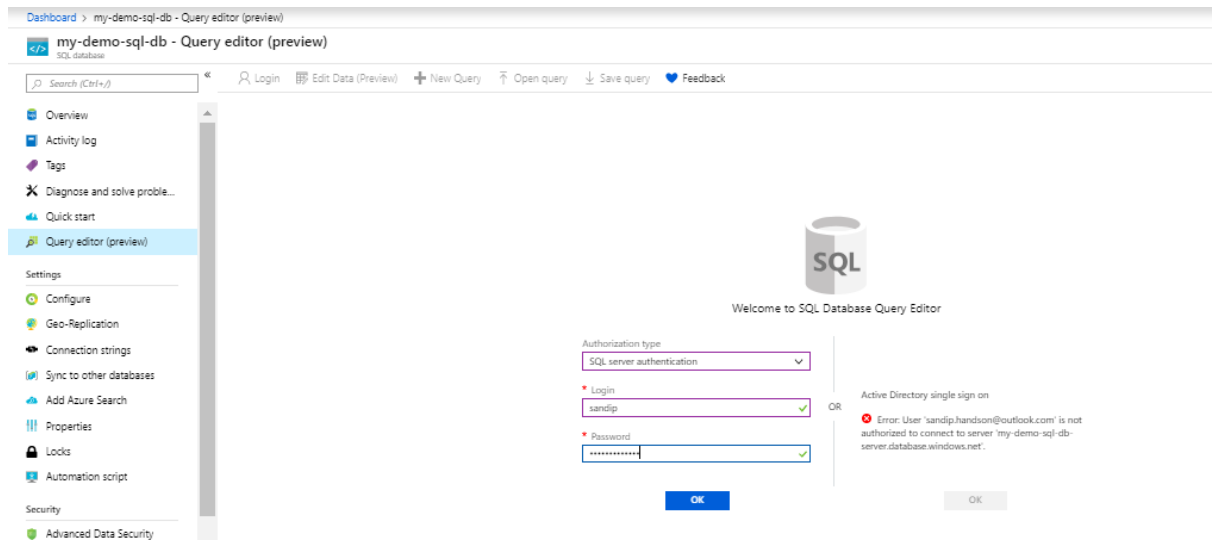 Dashboard > my-demo-sql-db - Query editor (preview)
my-demo-sql-db - Query editor (preview)
SQL database
Search (Ctrl+/)
«
Login Edit Data (Preview) New Query Open query Save query Feedback
Overview
Activity log
Tags
Diagnose and solve proble...
Quick start
Query editor (preview)
Settings
Configure
Geo-Replication
Connection strings
Sync to other databases
Add Azure Search
Properties
Locks
Automation script
Security
Advanced Data Security
SQL
Welcome to SQL Database Query Editor
Authorization type
SQL server authentication
* Login
sandip
* Password
•••••••••••••
OK
OR
Active Directory single sign on
Error: User 'sandip.handson@outlook.com' is not
authorized to connect to server 'my-demo-sql-db-
server.database.windows.net'.
OK